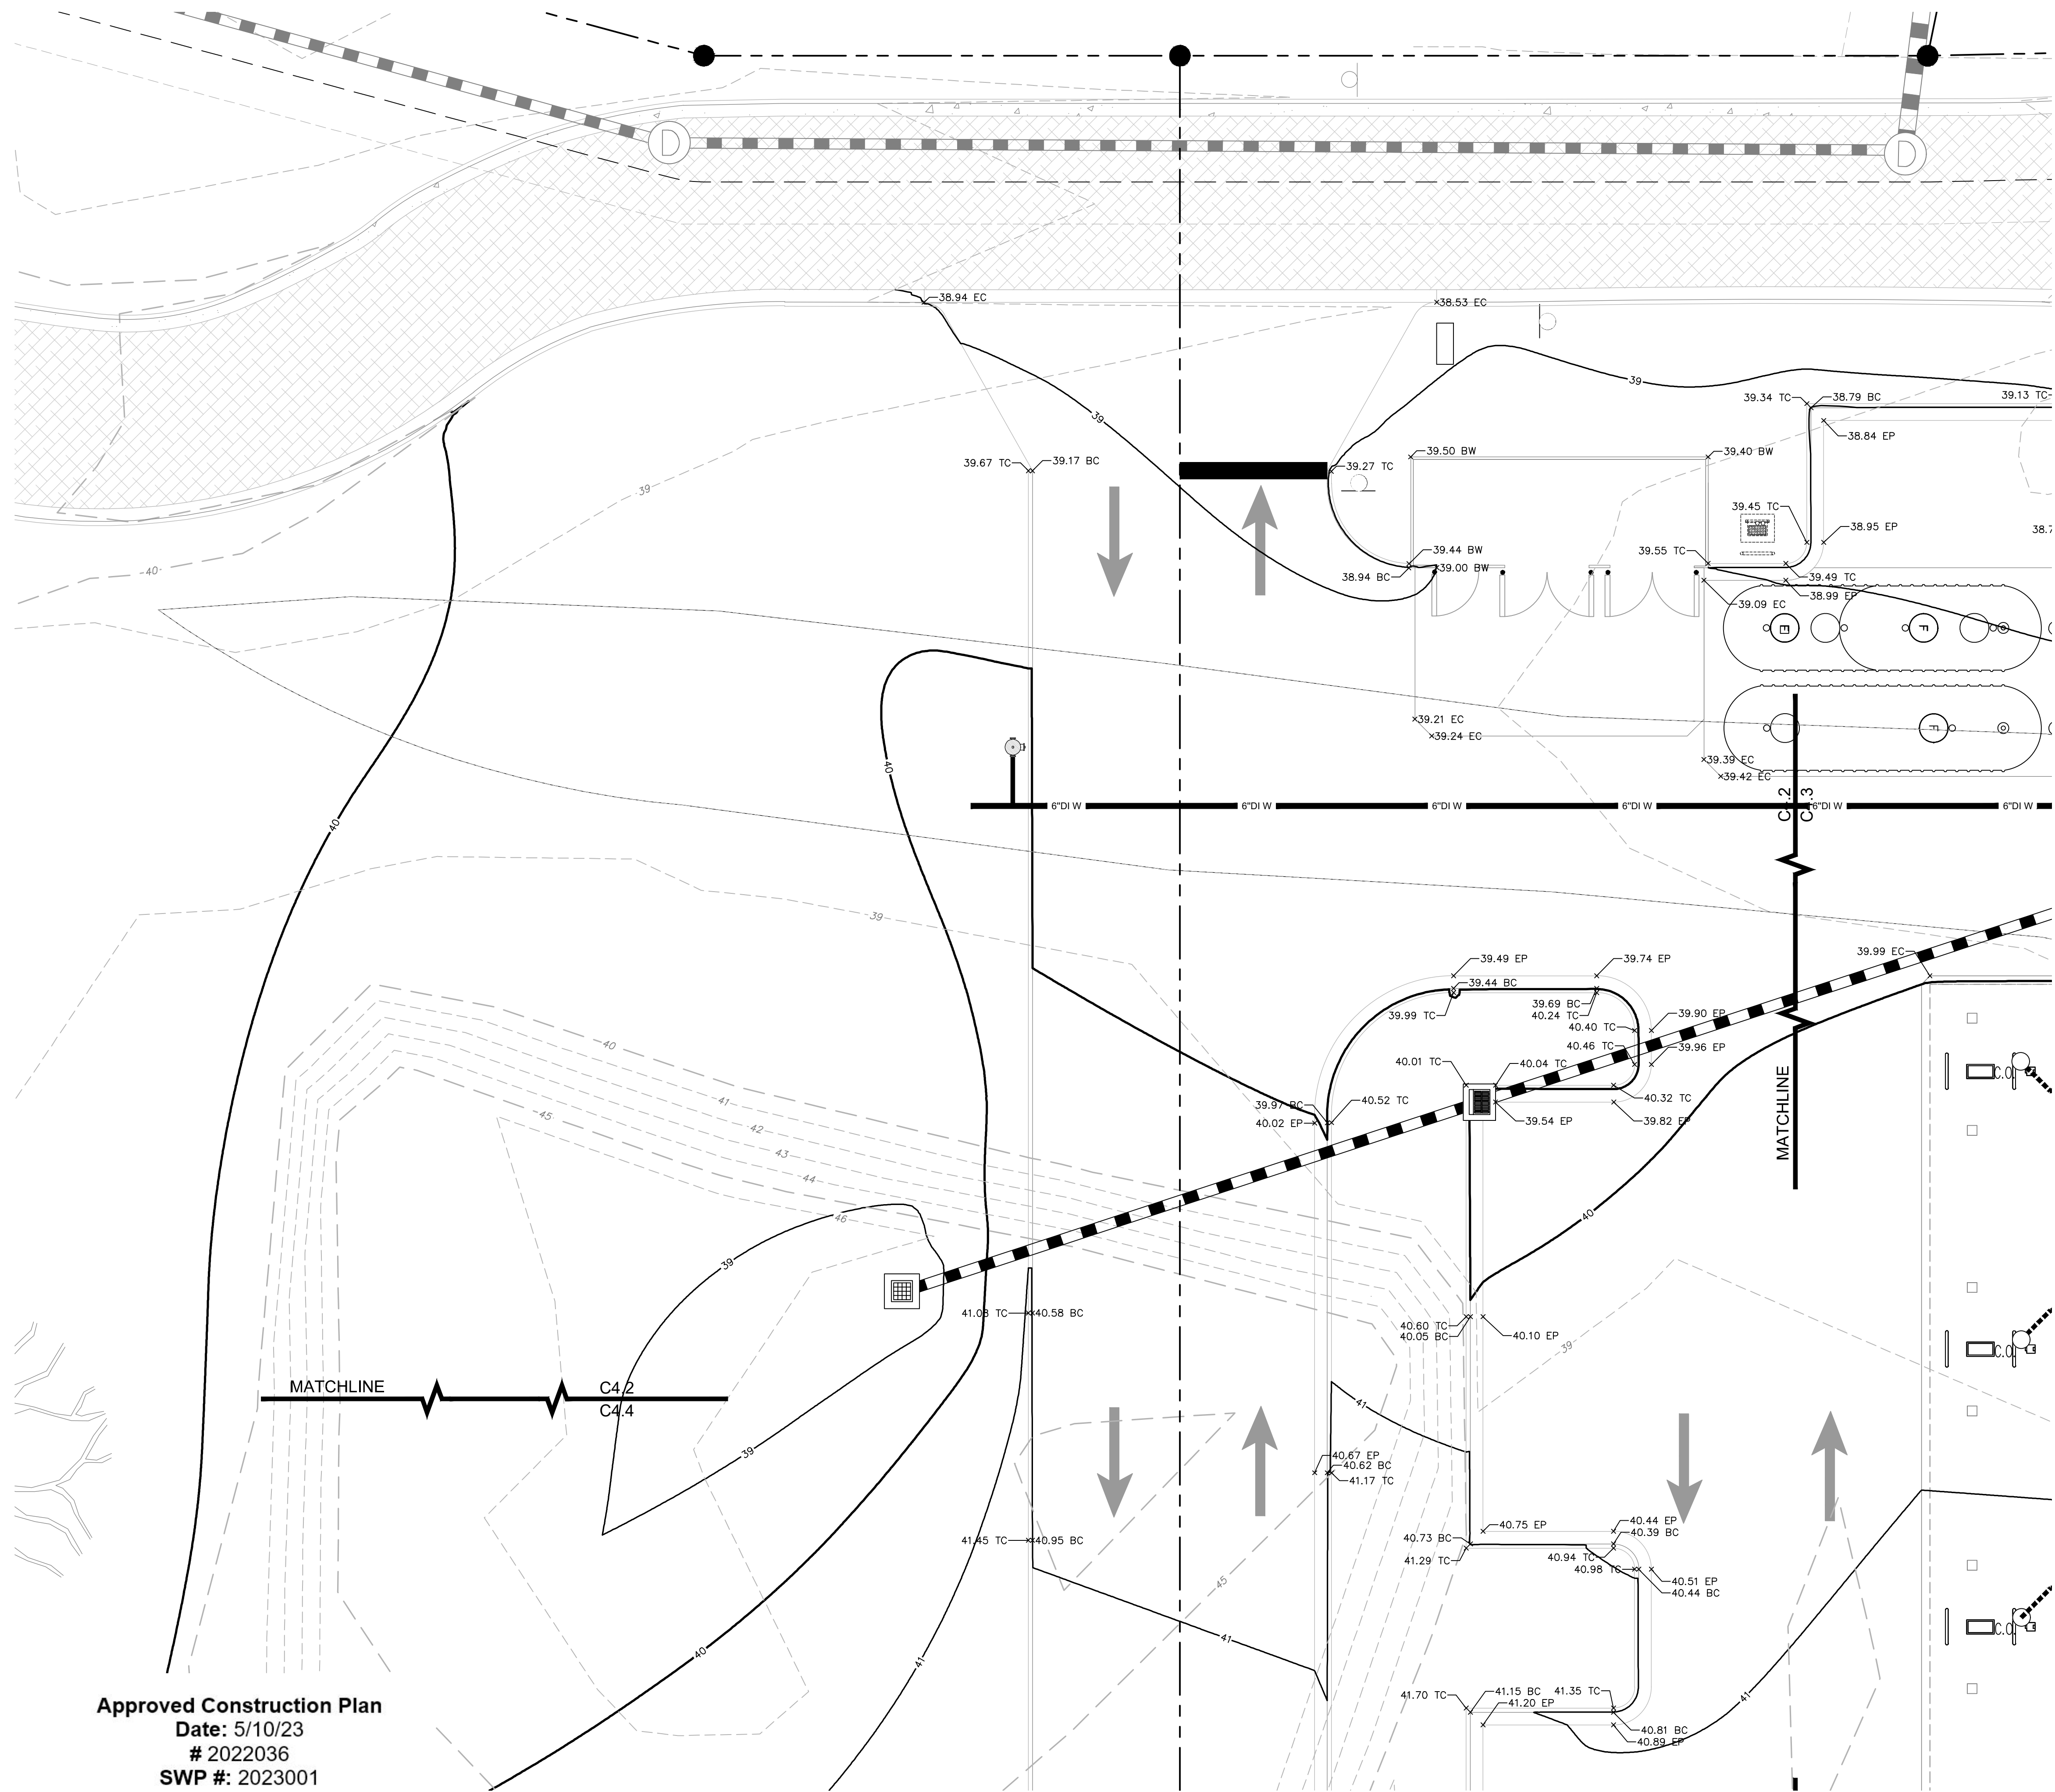 D
D
38.94 EC
38.53 EC
39
39.34 TC
38.79 BC
39.13 TC
39
38.84 EP
39.50 BW
39.40 BW
39.67 TC
39.17 BC
39.27 TC
39
39.45 TC
38.95 EP
39.44 BW
39.55 TC
38.94 BC
39.00 BW
39.49 TC
-40-
38.99 EP
39.09 EC
E
F
39.21 EC
39.24 EC
F
39.39 EC
40
39.42 EC
6"DI W
6"DI W
6"DI W
6"DI W
6"DI W
6"DI W
40
39
39.99 EC
39.49 EP
39.74 EP
39.44 BC
39.69 BC
39.99 TC
40.24 TC
39.90 EP
40.40 TC
40
40.46 TC
39.96 EP
40.01 TC
40.04 TC
C.O.
41
40.52 TC
40.32 TC
39.97 BC
45
40.02 EP
39.54 EP
39.82 EP
42
MATCHLINE
43
44
46
40
39
41.08 TC
40.58 BC
40.60 TC
40.05 BC
40.10 EP
39
C.O.
MATCHLINE
C4.2
C4.4
41
39
40.67 EP
40.62 BC
41.17 TC
40.75 EP
40.44 EP
40.73 BC
40.39 BC
41.45 TC
40.95 BC
41.29 TC
40.94 TC
40.98 TC
40.51 EP
45
40.44 BC
C.O.
41
40
41
41.70 TC
41.15 BC
41.35 TC
41
41.20 EP
40.81 BC
40.89 EP
Approved Construction Plan
Date: 5/10/23
# 2022036
SWP #: 2023001